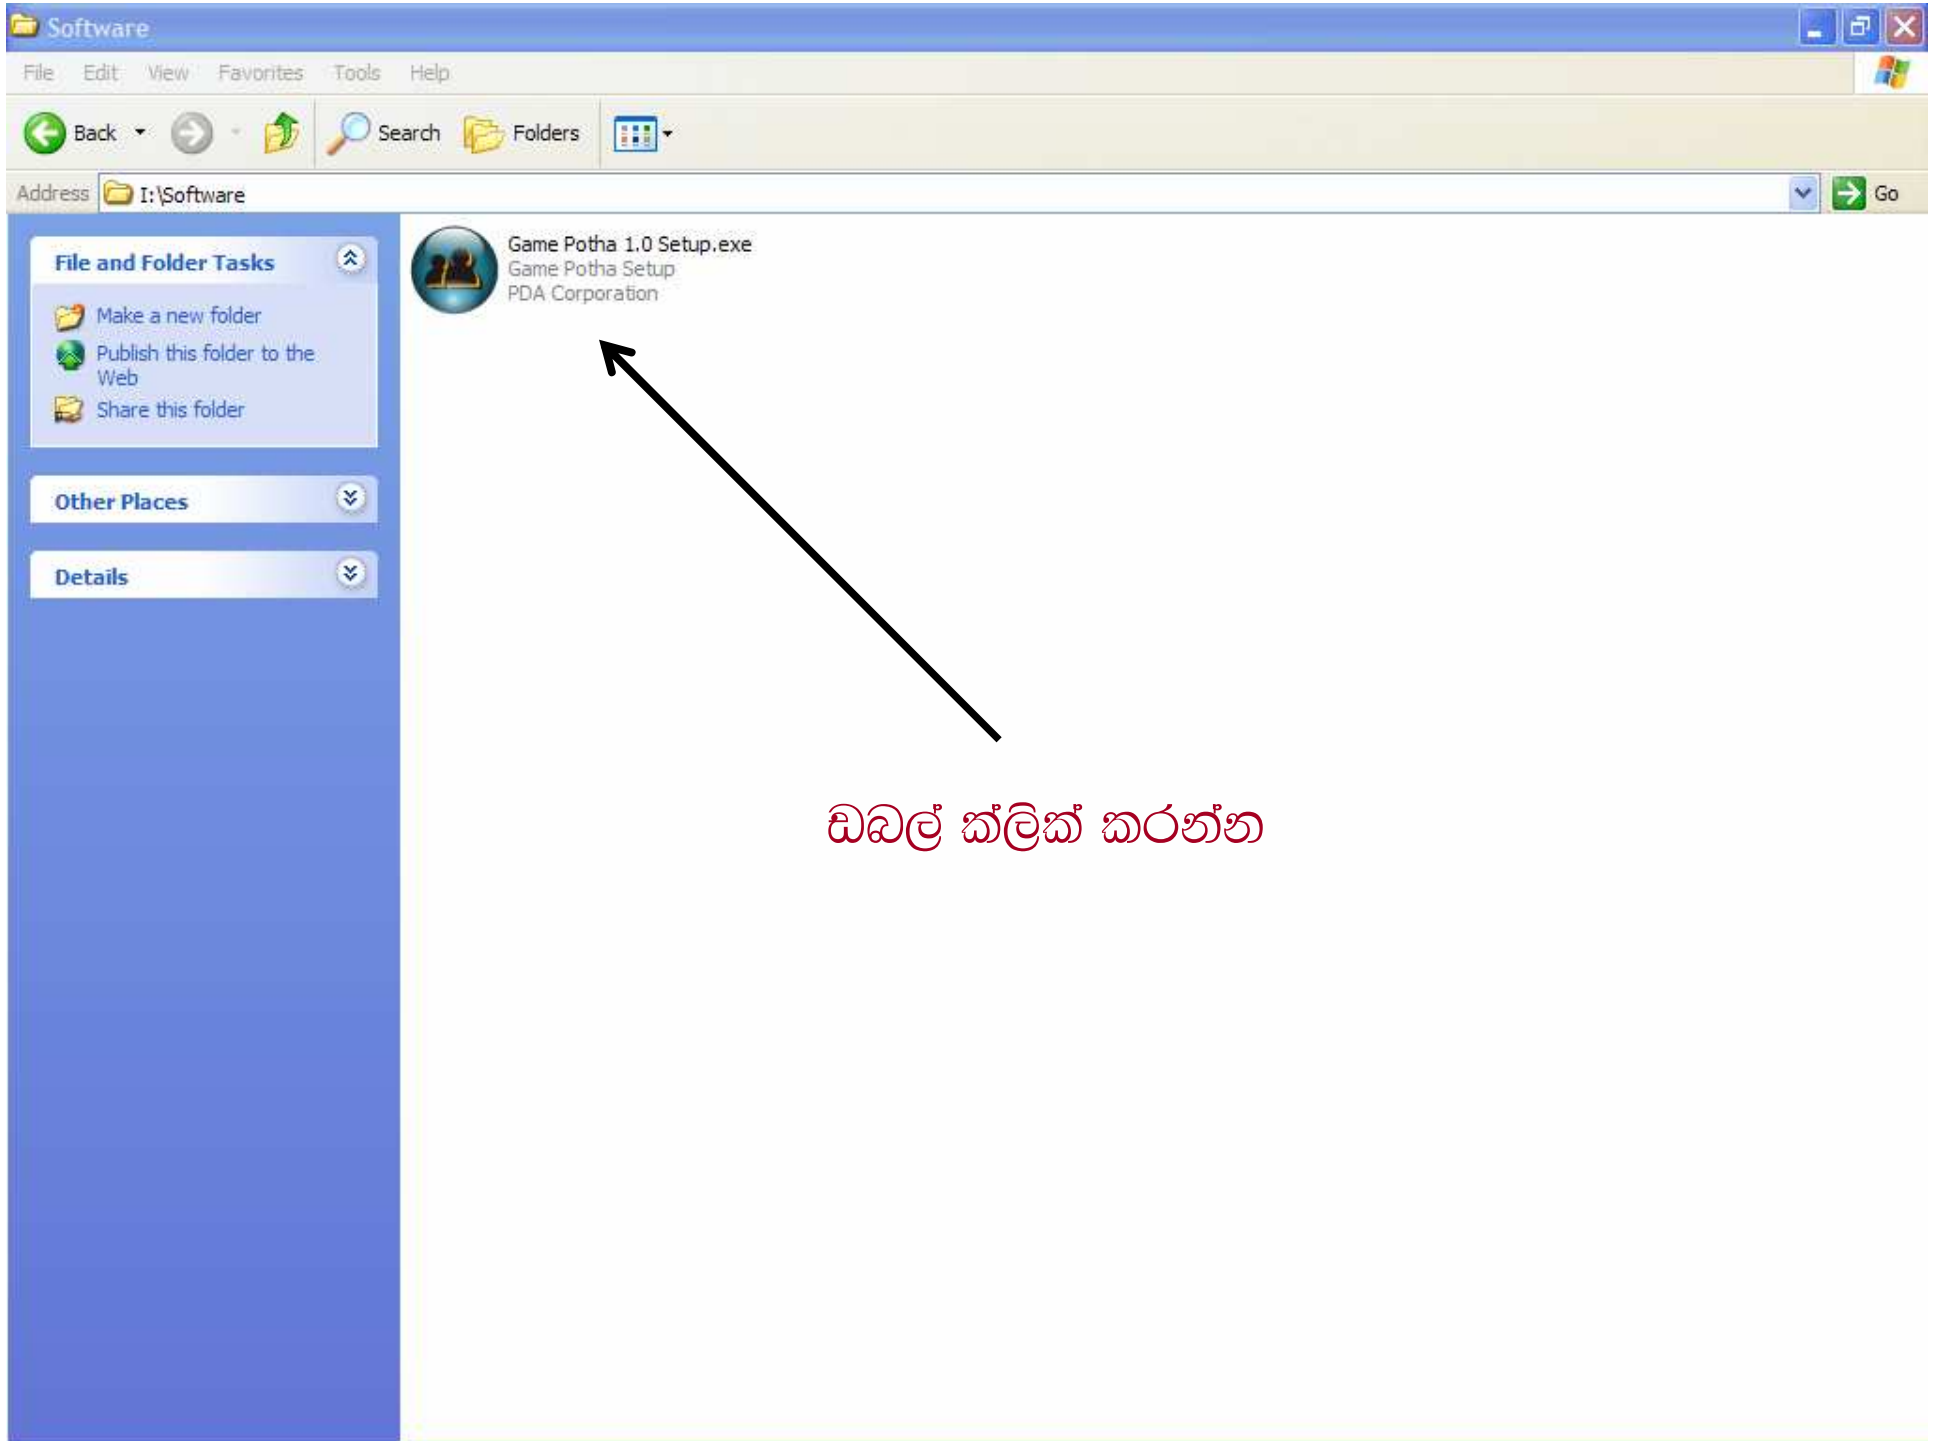 Software
File Edit View Favorites Tools Help
Back Search Folders
Address I:\Software Go
File and Folder Tasks
Make a new folder
Publish this folder to the
Web
Share this folder
Other Places
Details
Game Potha 1.0 Setup.exe
Game Potha Setup
PDA Corporation
ඩබල් ක්ලික් කරන්න